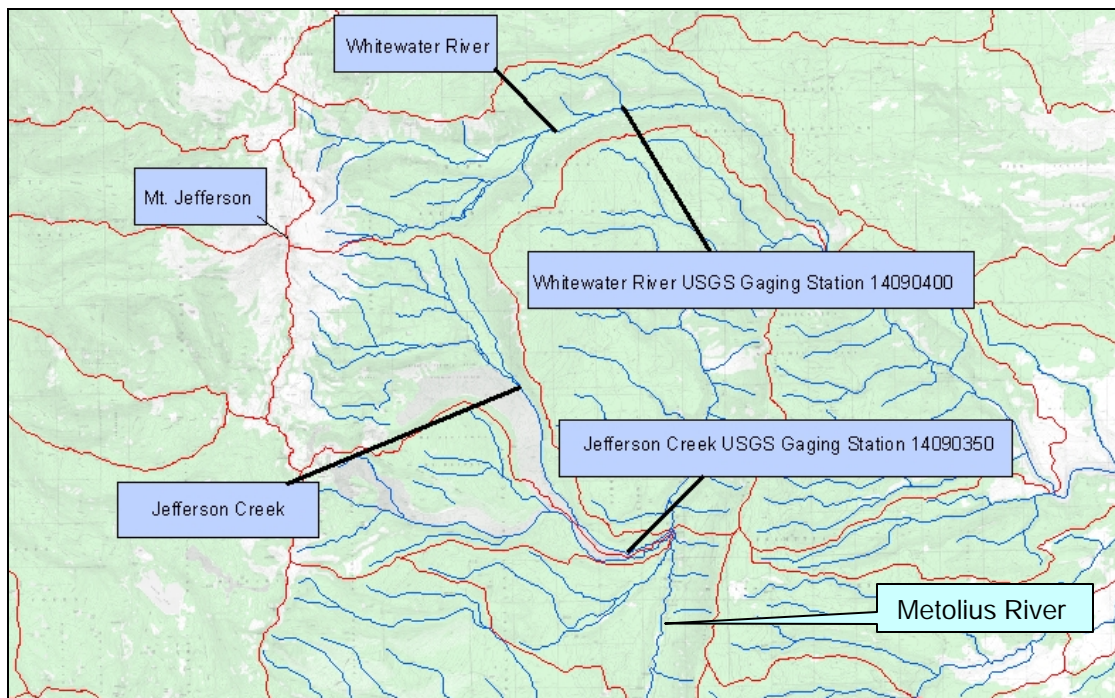 Whitewater River
Mt. Jefferson
Whitewater River USGS Gaging Station 14090400
Jefferson Creek USGS Gaging Station 14090350
Jefferson Creek
Metolius River